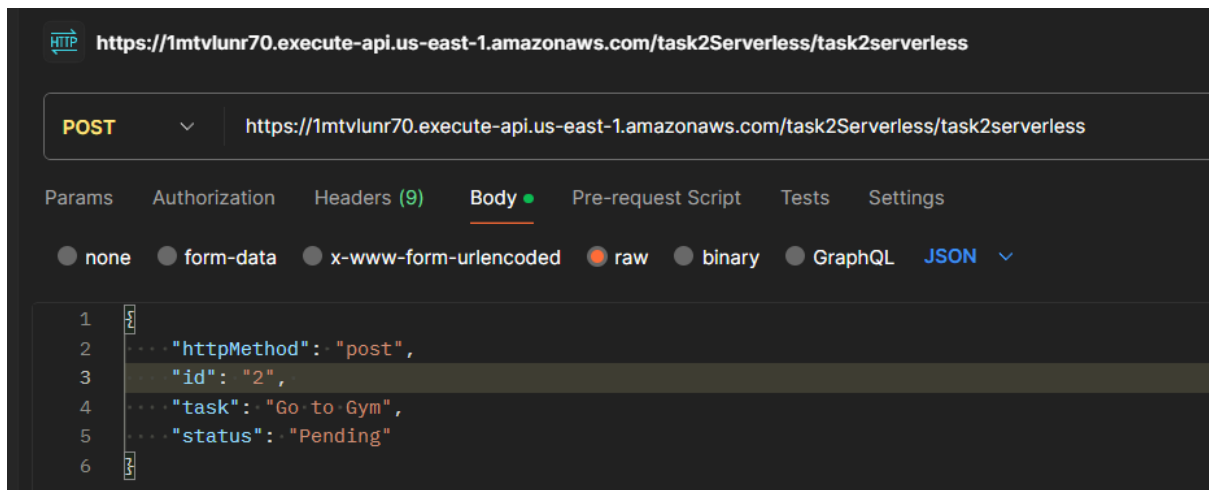 HTTP https://1mtvlunr70.execute-api.us-east-1.amazonaws.com/task2Serverless/task2serverless
POST https://1mtvlunr70.execute-api.us-east-1.amazonaws.com/task2Serverless/task2serverless
Params Authorization Headers (9) Body Pre-request Script Tests Settings
none form-data x-www-form-urlencoded raw binary GraphQL JSON
1 {
2 "httpMethod": "post",
3 "id": "2",
4 "task": "Go to Gym",
5 "status": "Pending"
6 }